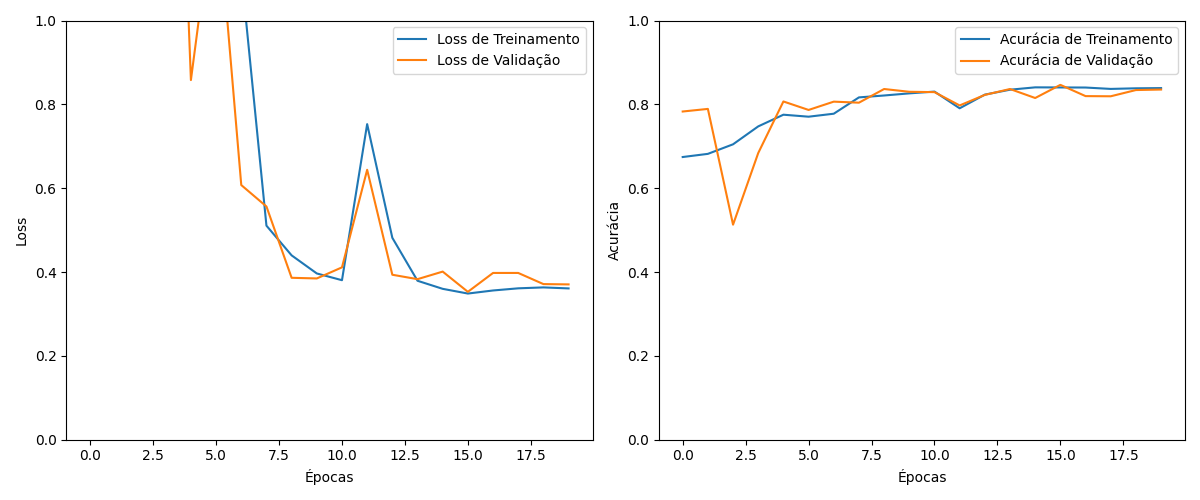 Loss de Treinamento
Loss de Validação
1.0
0.8
0.6
0.4
0.2
0.0
Loss
0.0 2.5 5.0 7.5 10.0 12.5 15.0 17.5
Épocas
Acurácia de Treinamento
Acurácia de Validação
1.0
0.8
0.6
0.4
0.2
0.0
Acurácia
0.0 2.5 5.0 7.5 10.0 12.5 15.0 17.5
Épocas